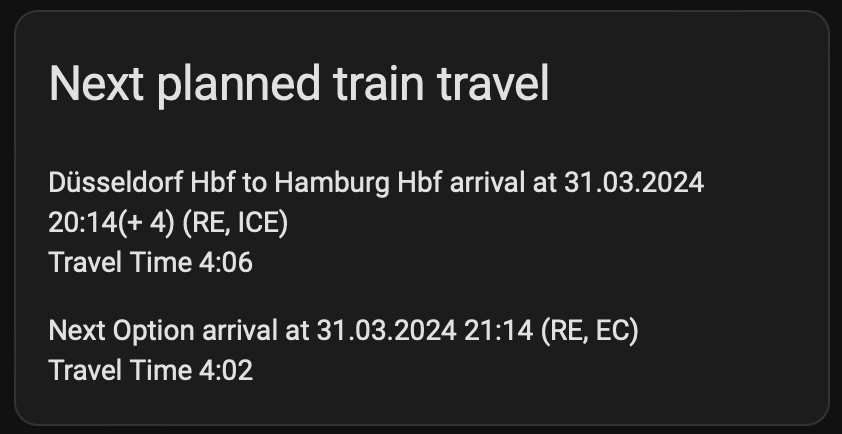 Next planned train travel
Düsseldorf Hbf to Hamburg Hbf arrival at 31.03.2024
20:14(+ 4) (RE, ICE)
Travel Time 4:06
Next Option arrival at 31.03.2024 21:14 (RE, EC)
Travel Time 4:02